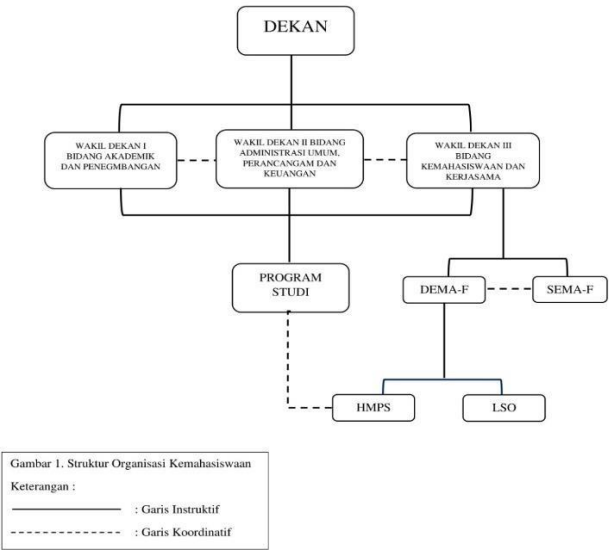 DEKAN
WAKIL DEKAN I
BIDANG AKADEMIK
DAN PENEGMBANGAN
WAKIL DEKAN II BIDANG
ADMINISTRASI UMUM,
PERANCANGAM DAN
KEUANGAN
WAKIL DEKAN III
BIDANG
KEMAHASISWAAN DAN
KERJASAMA
PROGRAM
STUDI
DEMA-F
SEMA-F
HMPS
LSO
Gambar 1. Struktur Organisasi Kemahasiswaan
Keterangan :
: Garis Instruktif
: Garis Koordinatif